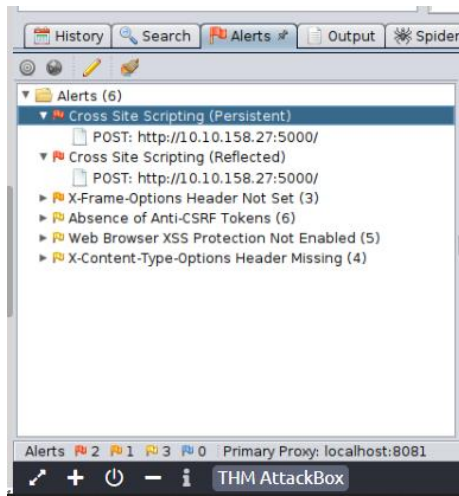 History Search Alerts Output Spider
Alerts (6)
Cross Site Scripting (Persistent)
POST: http://10.10.158.27:5000/
Cross Site Scripting (Reflected)
POST: http://10.10.158.27:5000/
X-Frame-Options Header Not Set (3)
Absence of Anti-CSRF Tokens (6)
Web Browser XSS Protection Not Enabled (5)
X-Content-Type-Options Header Missing (4)
Alerts 2 1 3 0 Primary Proxy: localhost:8081
THM AttackBox